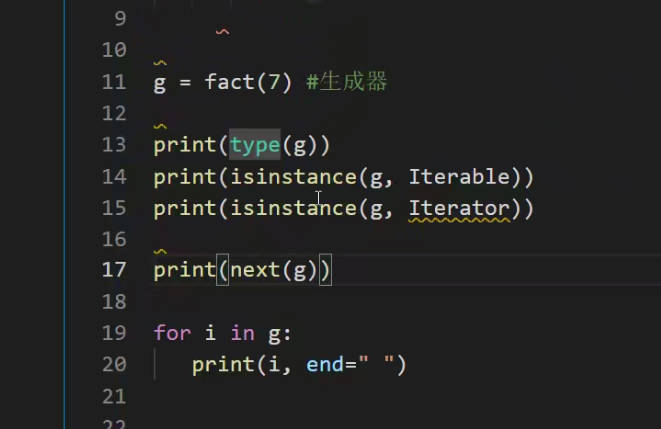 9
10
11 g = fact(7) #生成器
12
13 print(type(g))
14 print(isinstance(g, Iterable))
15 print(isinstance(g, Iterator))
16
17 print(next(g))
18
19 for i in g:
20     print(i, end=" ")
21
22